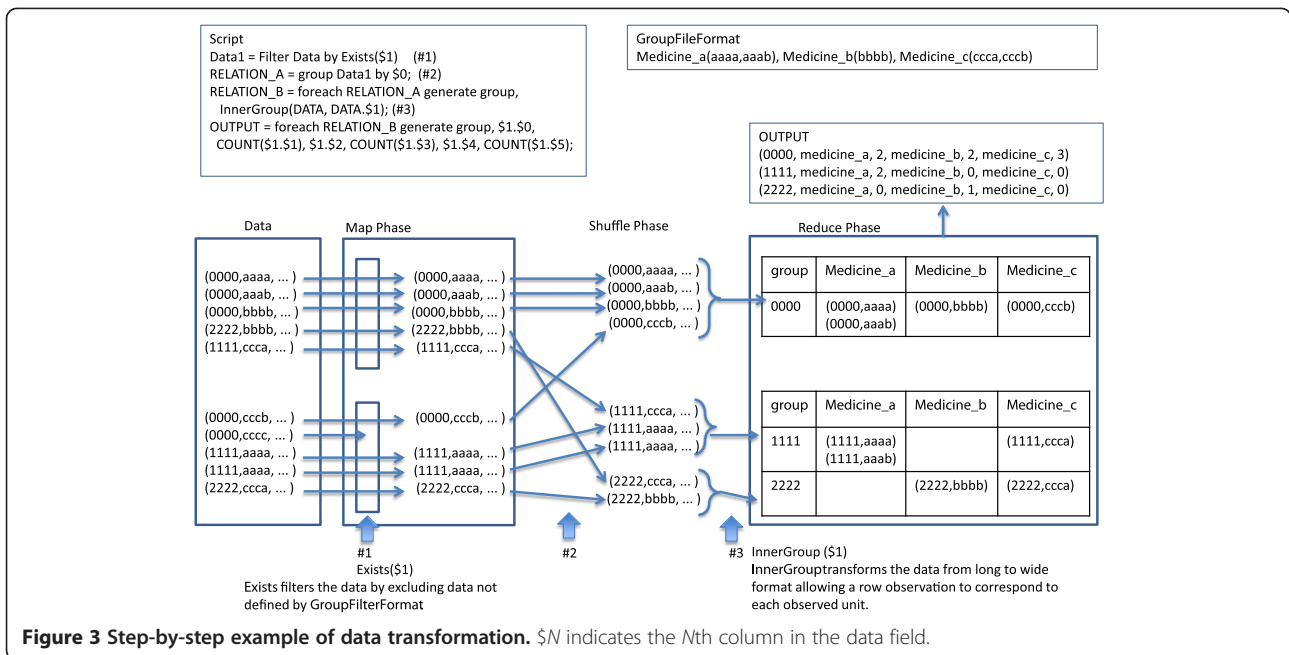 Script
Data1 = Filter Data by Exists($1) (#1)
RELATION_A = group Data1 by $0; (#2)
RELATION_B = foreach RELATION_A generate group,
InnerGroup(DATA, DATA.$1); (#3)
OUTPUT = foreach RELATION_B generate group, $1.$0,
COUNT($1.$1), $1.$2, COUNT($1.$3), $1.$4, COUNT($1.$5);
GroupFileFormat
Medicine_a(aaaa,aaab), Medicine_b(bbbb), Medicine_c(ccca,cccb)
OUTPUT
(0000, medicine_a, 2, medicine_b, 2, medicine_c, 3)
(1111, medicine_a, 2, medicine_b, 0, medicine_c, 0)
(2222, medicine_a, 0, medicine_b, 1, medicine_c, 0)
Data
(0000,aaaa, ... )
(0000,aaab, ... )
(0000,bbbb, ... )
(2222,bbbb, ... )
(1111,ccca, ... )
(0000,cccb, ... )
(0000,cccc, ... )
(1111,aaaa, ... )
(1111,aaaa, ... )
(2222,ccca, ... )
Map Phase
(0000,aaaa, ... )
(0000,aaab, ... )
(0000,bbbb, ... )
(2222,bbbb, ... )
(1111,ccca, ... )
(0000,cccb, ... )
(1111,aaaa, ... )
(1111,aaaa, ... )
(2222,ccca, ... )
Shuffle Phase
(0000,aaaa, ... )
(0000,aaab, ... )
(0000,bbbb, ... )
(0000,cccb, ... )
(1111,ccca, ... )
(1111,aaaa, ... )
(1111,aaaa, ... )
(2222,ccca, ... )
(2222,bbbb, ... )
Reduce Phase
group Medicine_a Medicine_b Medicine_c
0000 (0000,aaaa) (0000,bbbb) (0000,cccb)
(0000,aaab)
group Medicine_a Medicine_b Medicine_c
1111 (1111,aaaa) (1111,ccca)
(1111,aaab)
2222 (2222,bbbb) (2222,ccca)
#1
Exists($1)
Exists filters the data by excluding data not
defined by GroupFilterFormat
#2
#3 InnerGroup ($1)
InnerGrouptransforms the data from long to wide
format allowing a row observation to correspond to
each observed unit.
Figure 3 Step-by-step example of data transformation. $N indicates the Nth column in the data field.